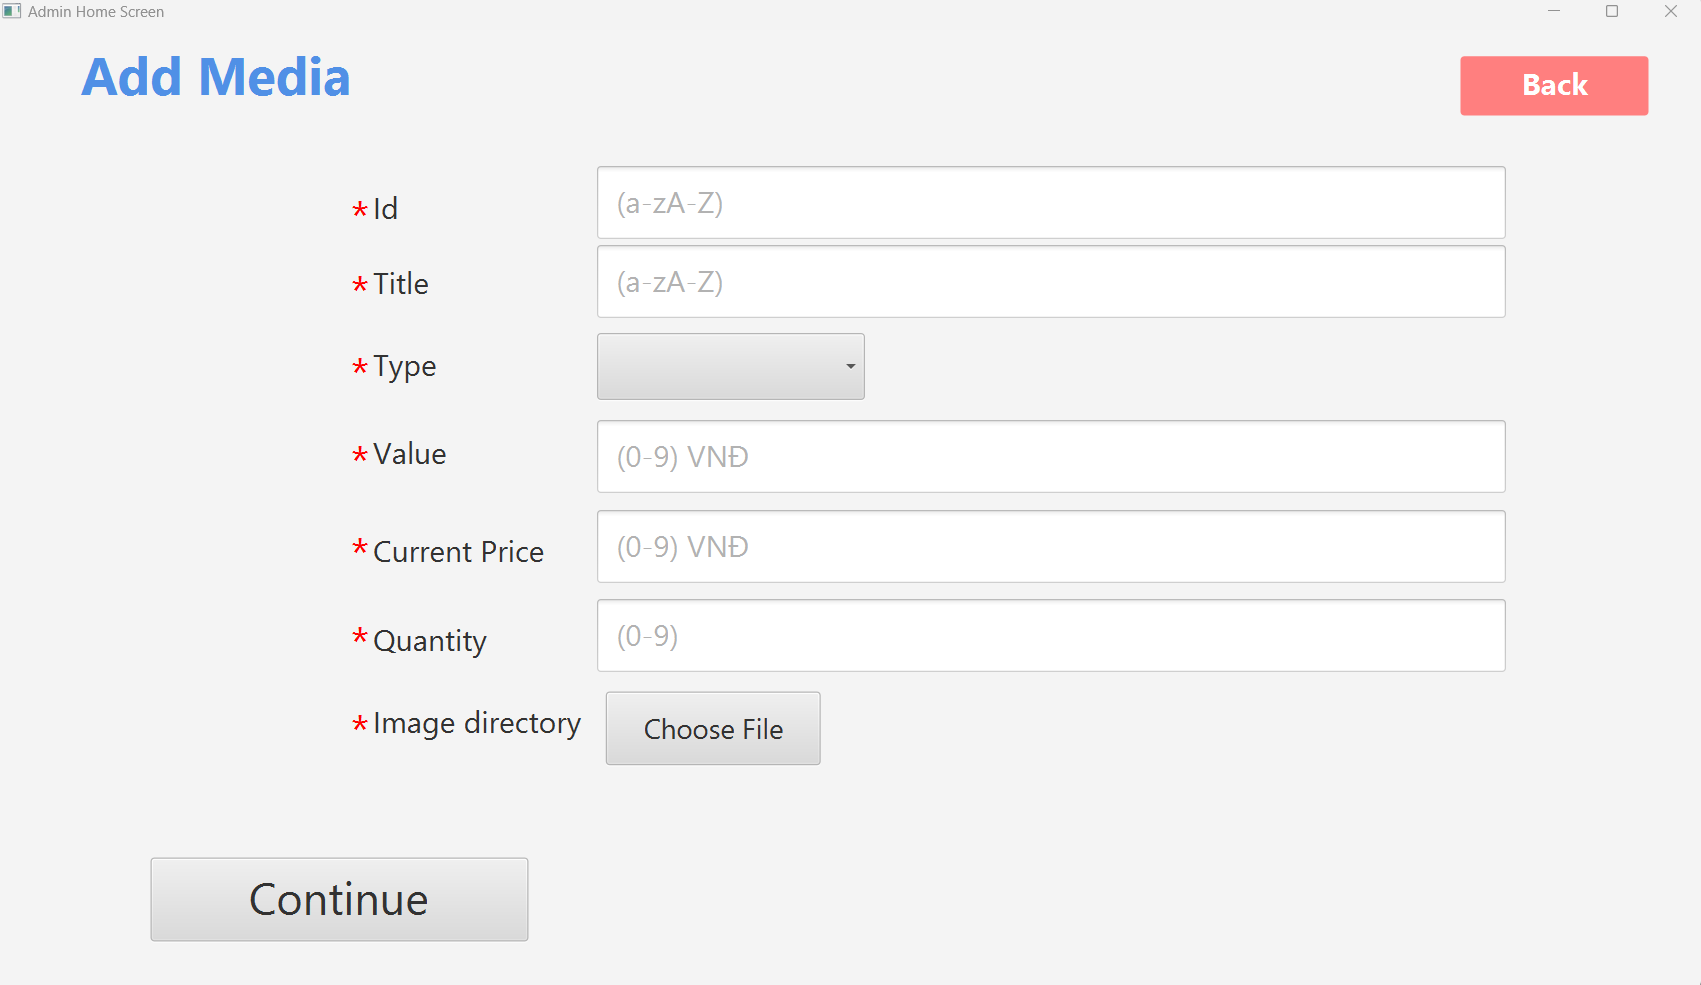 Admin Home Screen
Add Media
Back
* Id
(a-zA-Z)
* Title
(a-zA-Z)
* Type
* Value
(0-9) VNĐ
* Current Price
(0-9) VNĐ
* Quantity
(0-9)
* Image directory
Choose File
Continue